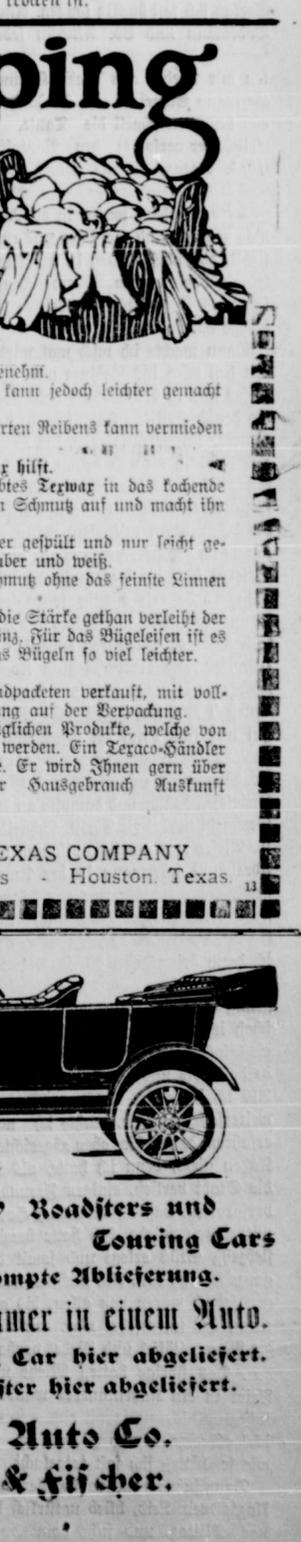 ping
enehm.
kann jedoch leichter gemacht
rten Reibens kann vermieden
x hilft.
btes Texwax in das kochende
n Schmutz auf und macht ihn
er gespült und nur leicht ge-
uber und weiß.
hmutz ohne das feinste Linnen
die Stärke gethan verleiht der
nz. Für das Bügeleisen ist es
s Bügeln so viel leichter.
ndpacketen verkauft, mit voll-
ng auf der Verpackung.
glichen Produkte, welche von
werden. Ein Texaco-Händler
e. Er wird Ihnen gern über
r Hausgebrauch Auskunft
EXAS COMPANY
s - Houston, Texas.
13
Roadsters und
Touring Cars
ompte Ablieferung.
mmer in einem Auto.
Car hier abgeliefert.
ster hier abgeliefert.
Auto Co.
& Fischer.